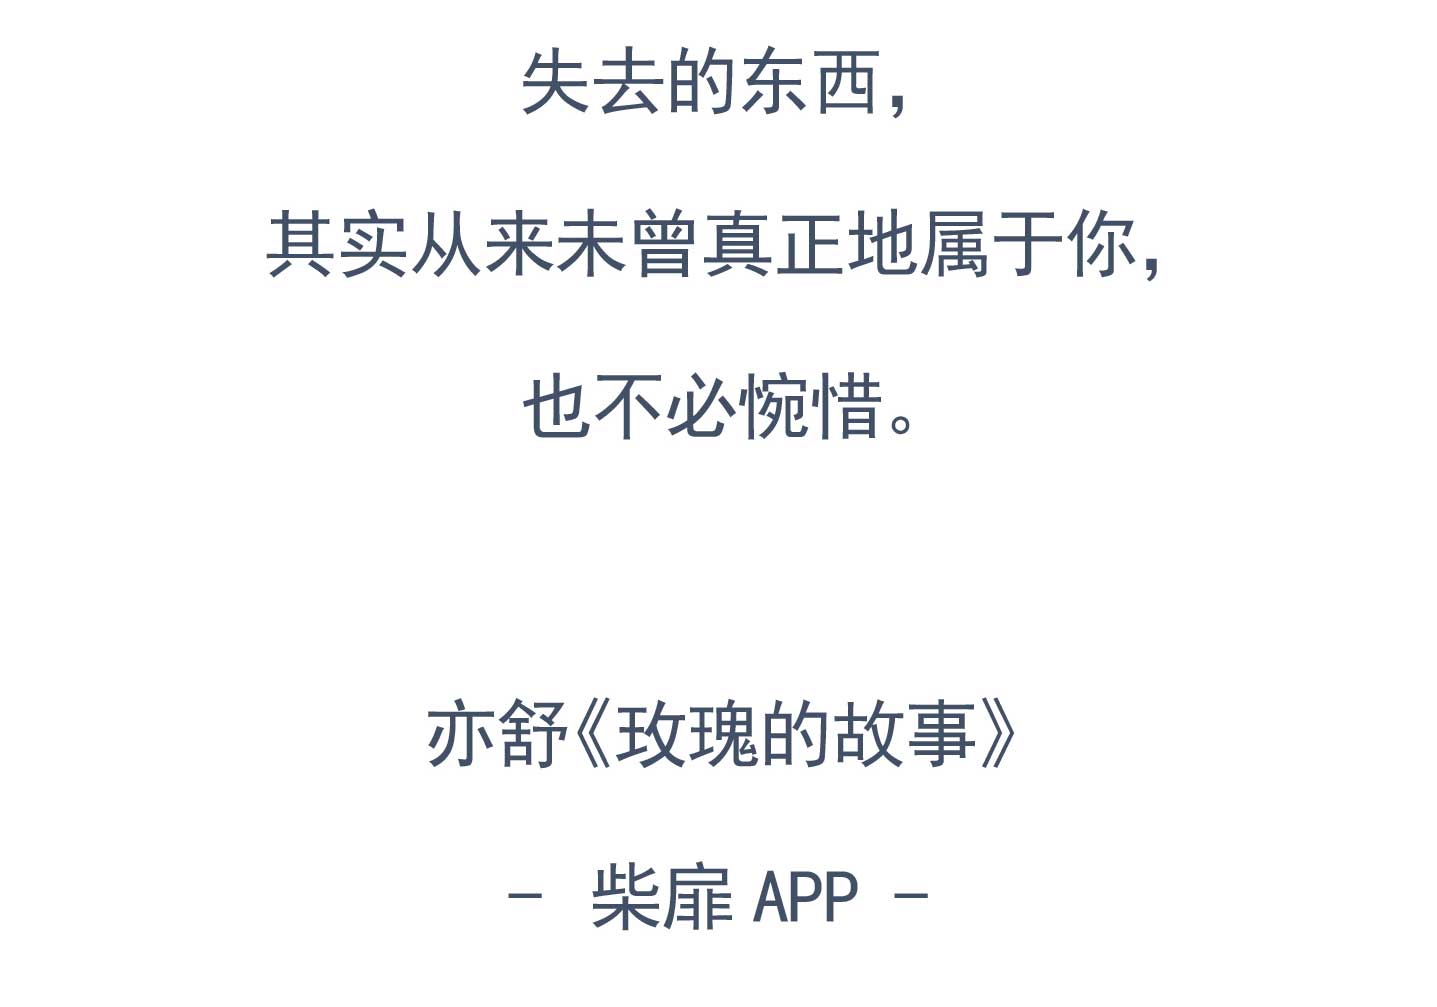 失去的东西，
其实从来未曾真正地属于你，
也不必惋惜。
亦舒《玫瑰的故事》
- 柴扉 APP -